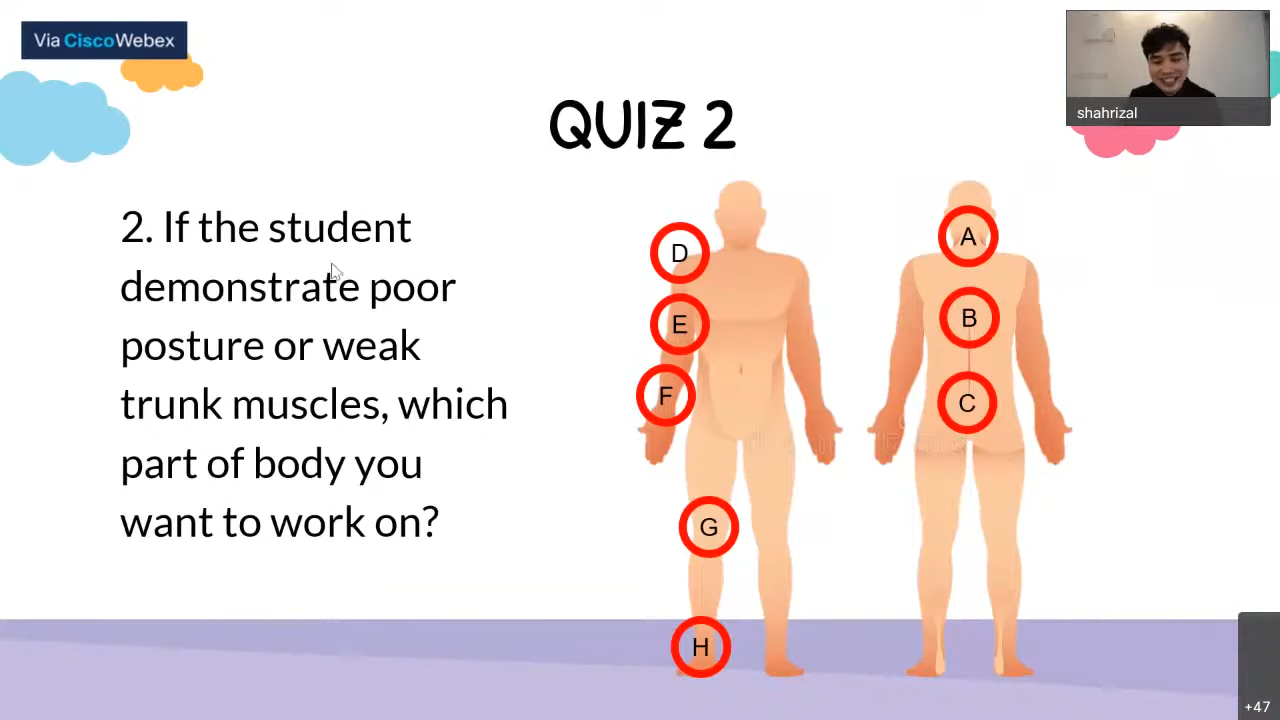 Via CiscoWebex
shahrizal
QUIZ 2
2. If the student
demonstrate poor
posture or weak
trunk muscles, which
part of body you
want to work on?
D
A
E
B
F
C
G
H
+47